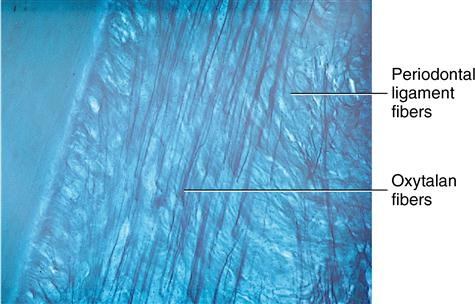 Periodontal
ligament
fibers
Oxytalan
fibers